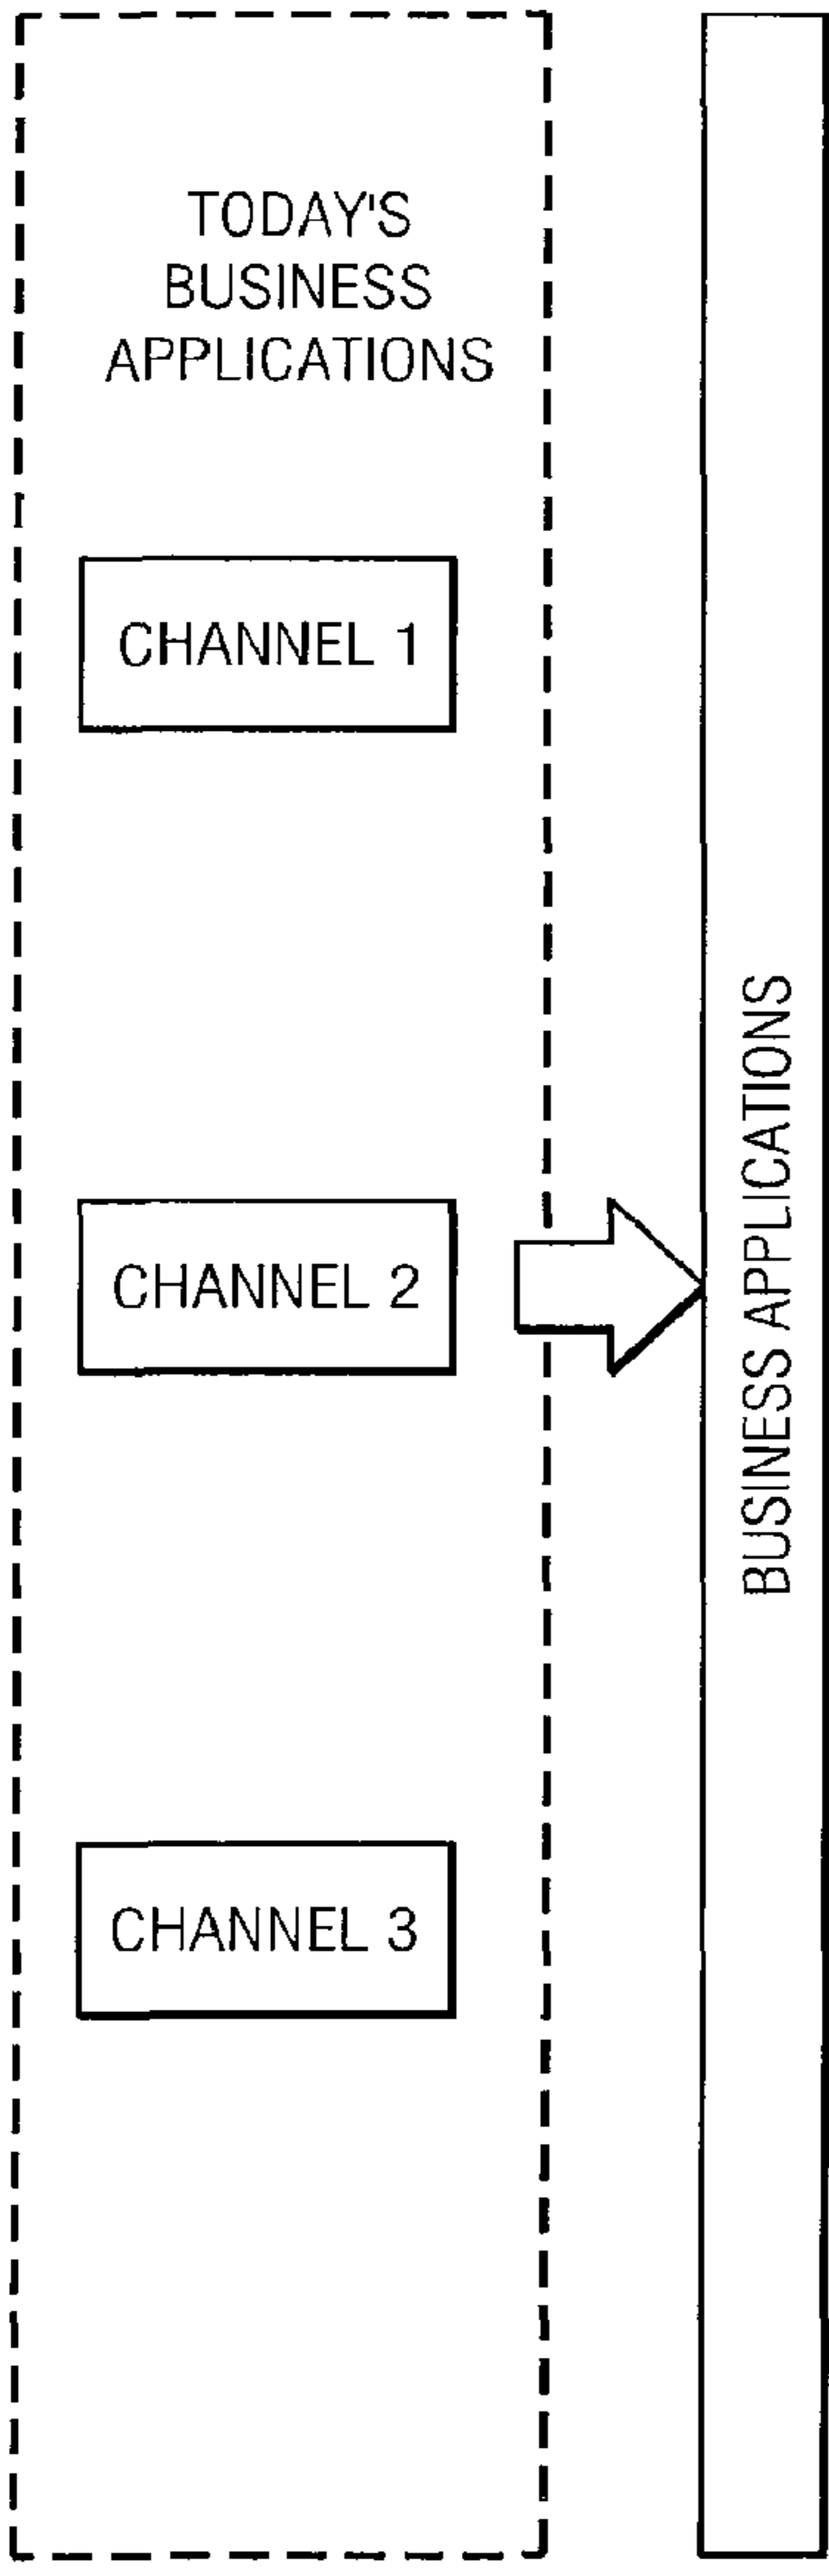 TODAY'S
BUSINESS
APPLICATIONS
CHANNEL 1
CHANNEL 2
CHANNEL 3
BUSINESS APPLICATIONS